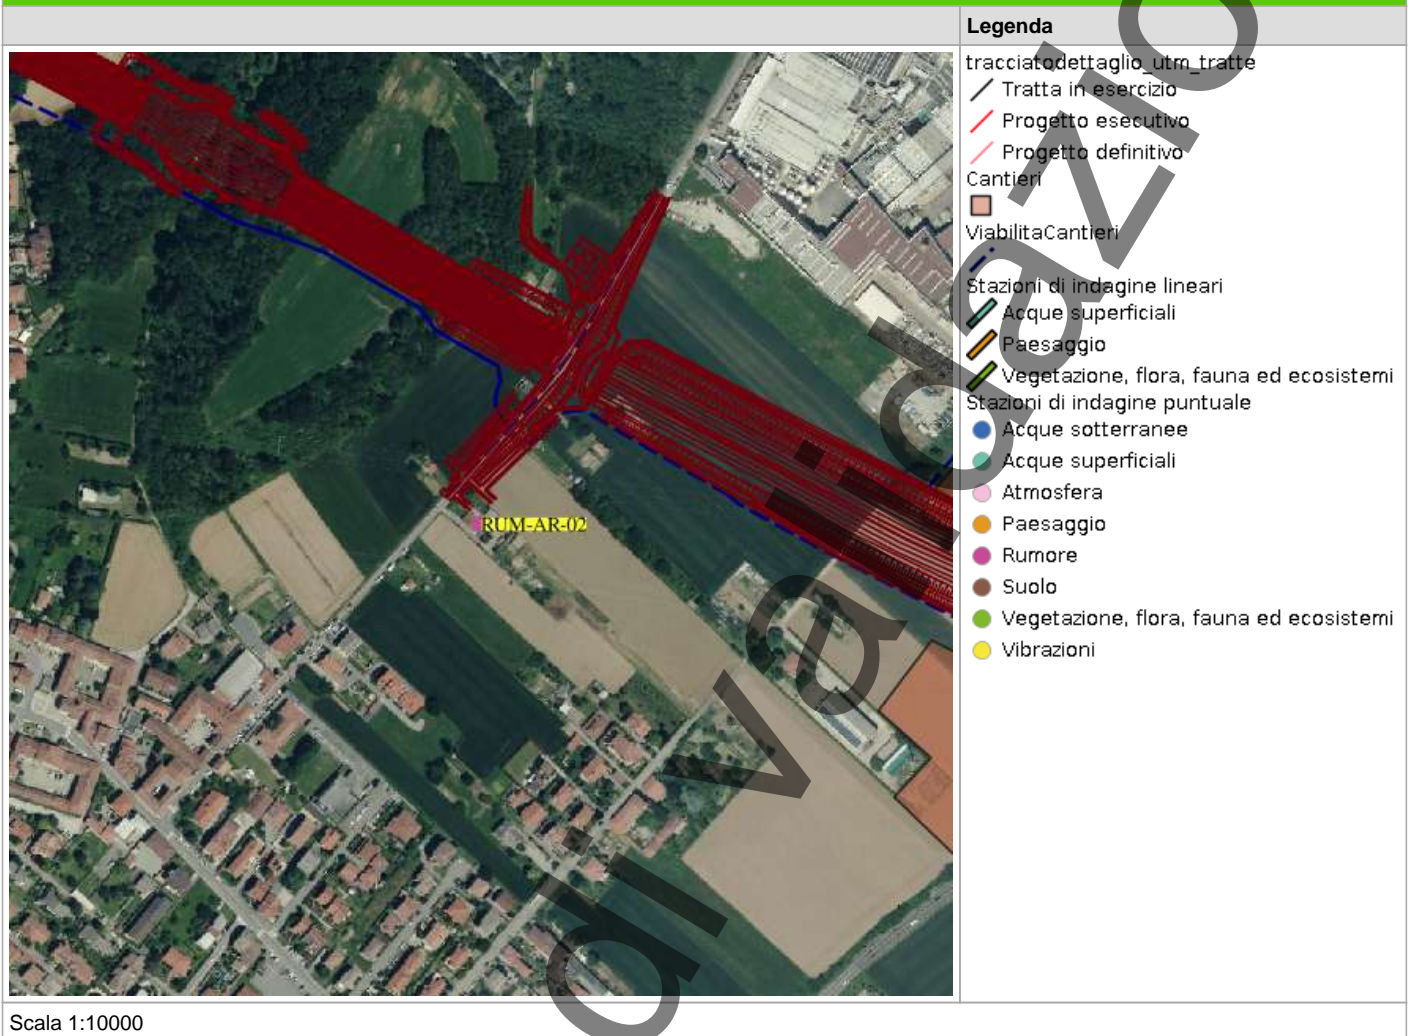 Legenda
tracciatodettaglio_utm_tratte
Tratta in esercizio
Progetto esecutivo
Progetto definitivo
Cantieri
ViabilitaCantieri
Stazioni di indagine lineari
Acque superficiali
Paesaggio
Vegetazione, flora, fauna ed ecosistemi
Stazioni di indagine puntuale
Acque sotterranee
Acque superficiali
Atmosfera
Paesaggio
Rumore
Suolo
Vegetazione, flora, fauna ed ecosistemi
Vibrazioni
RUM-AR-02
Scala 1:10000
di validazio